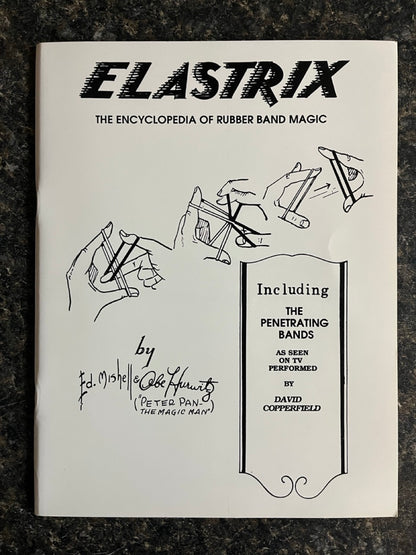 ELASTRIX
THE ENCYCLOPEDIA OF RUBBER BAND MAGIC
Including
THE
PENETRATING
BANDS
AS SEEN
ON TV
PERFORMED
BY
DAVID
COPPERFIELD
by
Ed. Mishell & Abe Hurwitz
("PETER PAN-
THE MAGIC MAN")